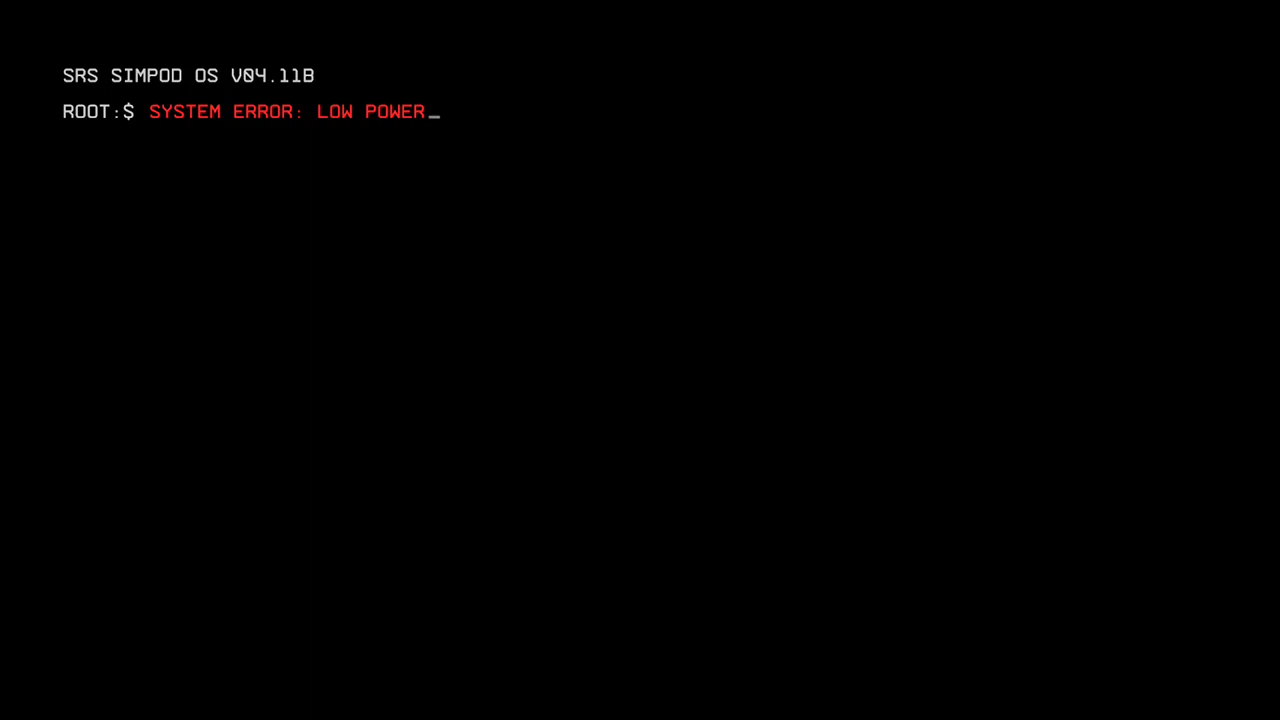 SRS SIMPOD OS V04.11B
ROOT:$ SYSTEM ERROR: LOW POWER_